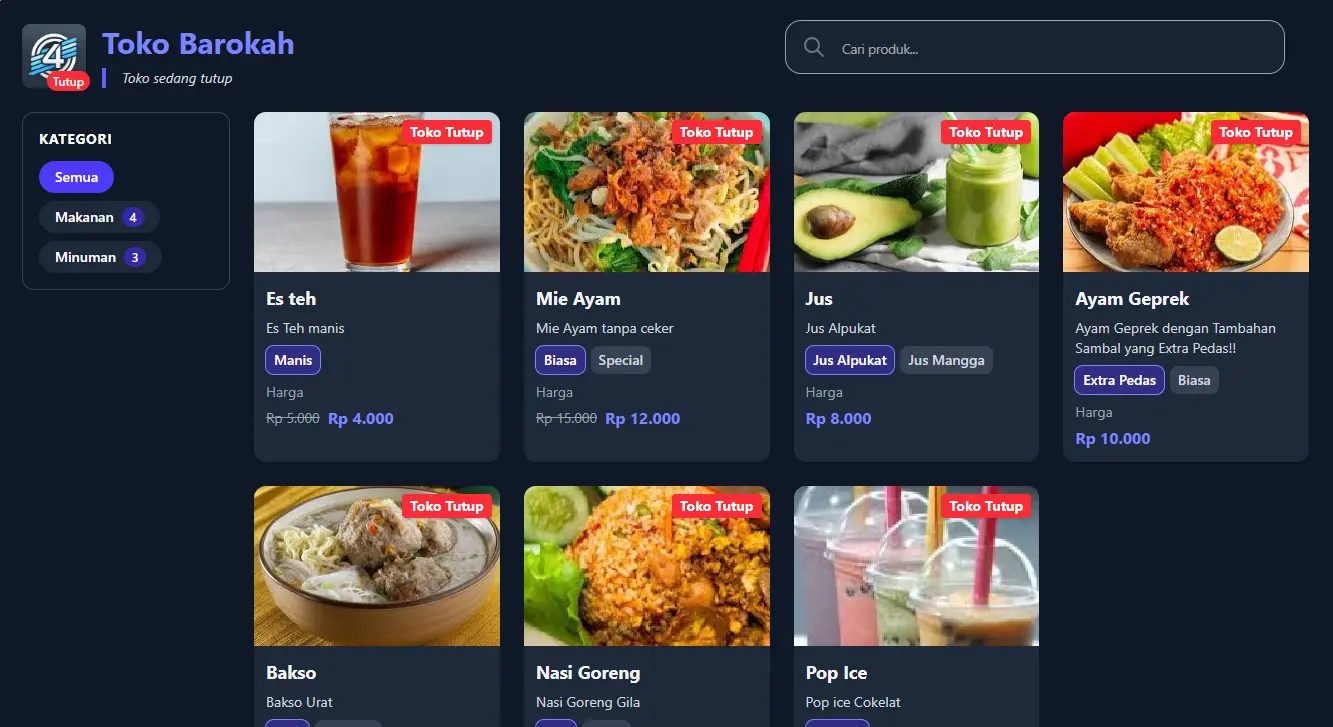 4
Tutup
Toko Barokah
Toko sedang tutup
Cari produk...
KATEGORI
Semua
Makanan 4
Minuman 3
Toko Tutup
Es teh
Es Teh manis
Manis
Harga
Rp 5.000 Rp 4.000
Toko Tutup
Mie Ayam
Mie Ayam tanpa ceker
Biasa Special
Harga
Rp 15.000 Rp 12.000
Toko Tutup
Jus
Jus Alpukat
Jus Alpukat Jus Mangga
Harga
Rp 8.000
Toko Tutup
Ayam Geprek
Ayam Geprek dengan Tambahan
Sambal yang Extra Pedas!!
Extra Pedas Biasa
Harga
Rp 10.000
Toko Tutup
Bakso
Bakso Urat
Toko Tutup
Nasi Goreng
Nasi Goreng Gila
Toko Tutup
Pop Ice
Pop ice Cokelat